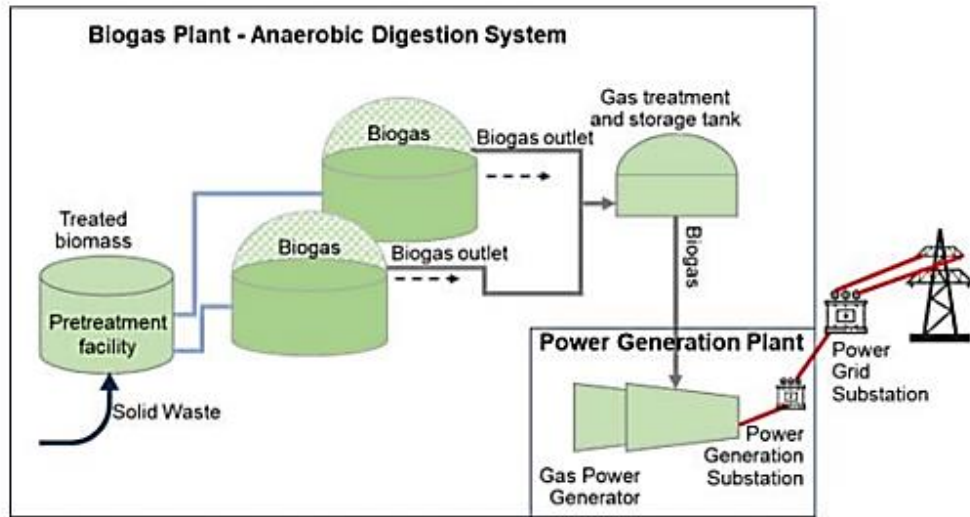 Biogas Plant - Anaerobic Digestion System
Gas treatment
and storage tank
Biogas
Biogas outlet
Treated
biomass
Biogas
Biogas outlet
Biogas
Pretreatment
facility
Solid Waste
Power Generation Plant
Power
Grid
Substation
Gas Power
Generator
Power
Generation
Substation